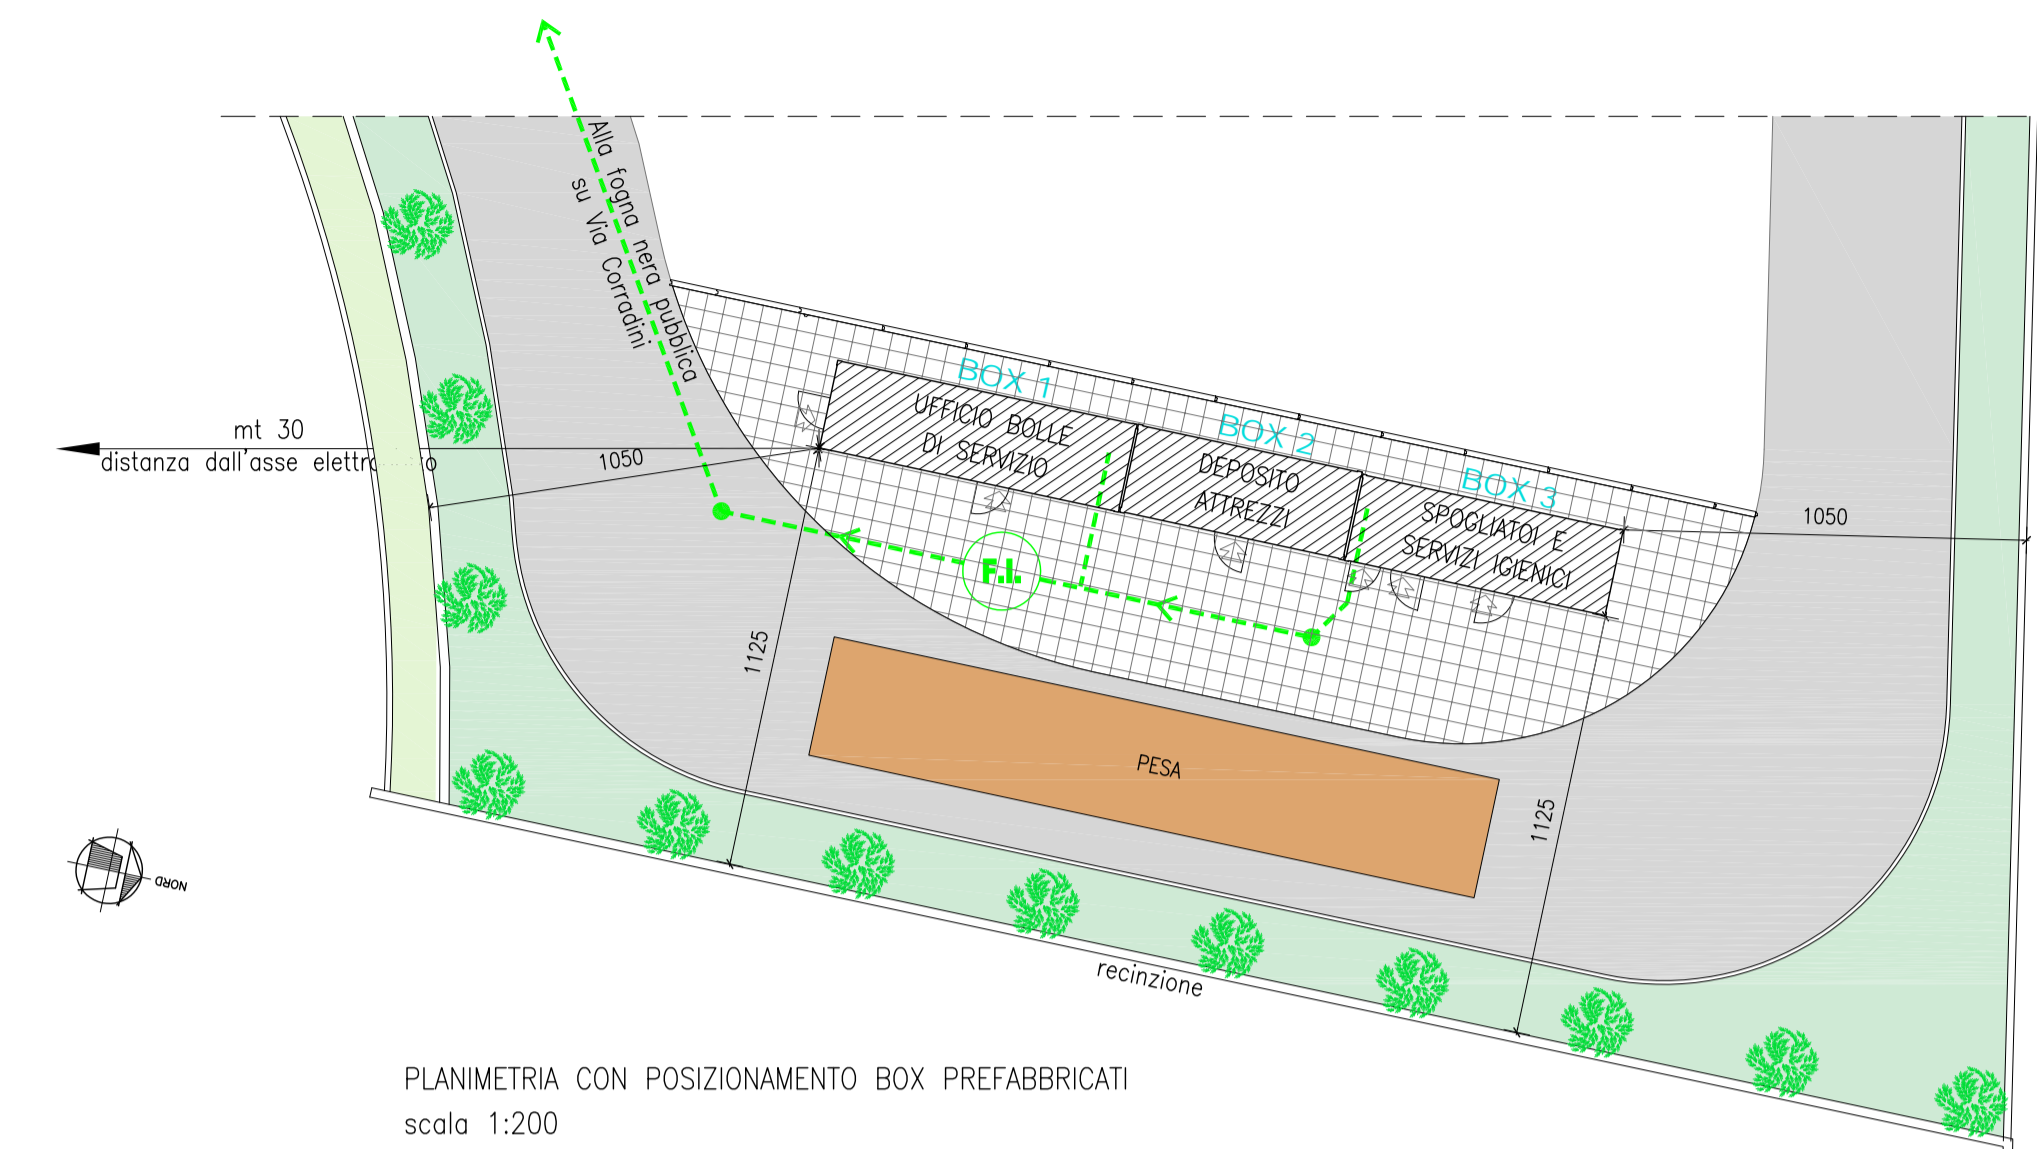 Alla fogna nera pubblica
su Via Corradini
BOX 1
UFFICIO BOLLE
DI SERVIZIO
BOX 2
DEPOSITO
ATTREZZI
BOX 3
SPOGLIATOI E
SERVIZI IGIENICI
mt 30
distanza dall'asse
1050
1050
F.I.
1125
PESA
1125
NORD
recinzione
PLANIMETRIA CON POSIZIONAMENTO BOX PREFABBRICATI
scala 1:200